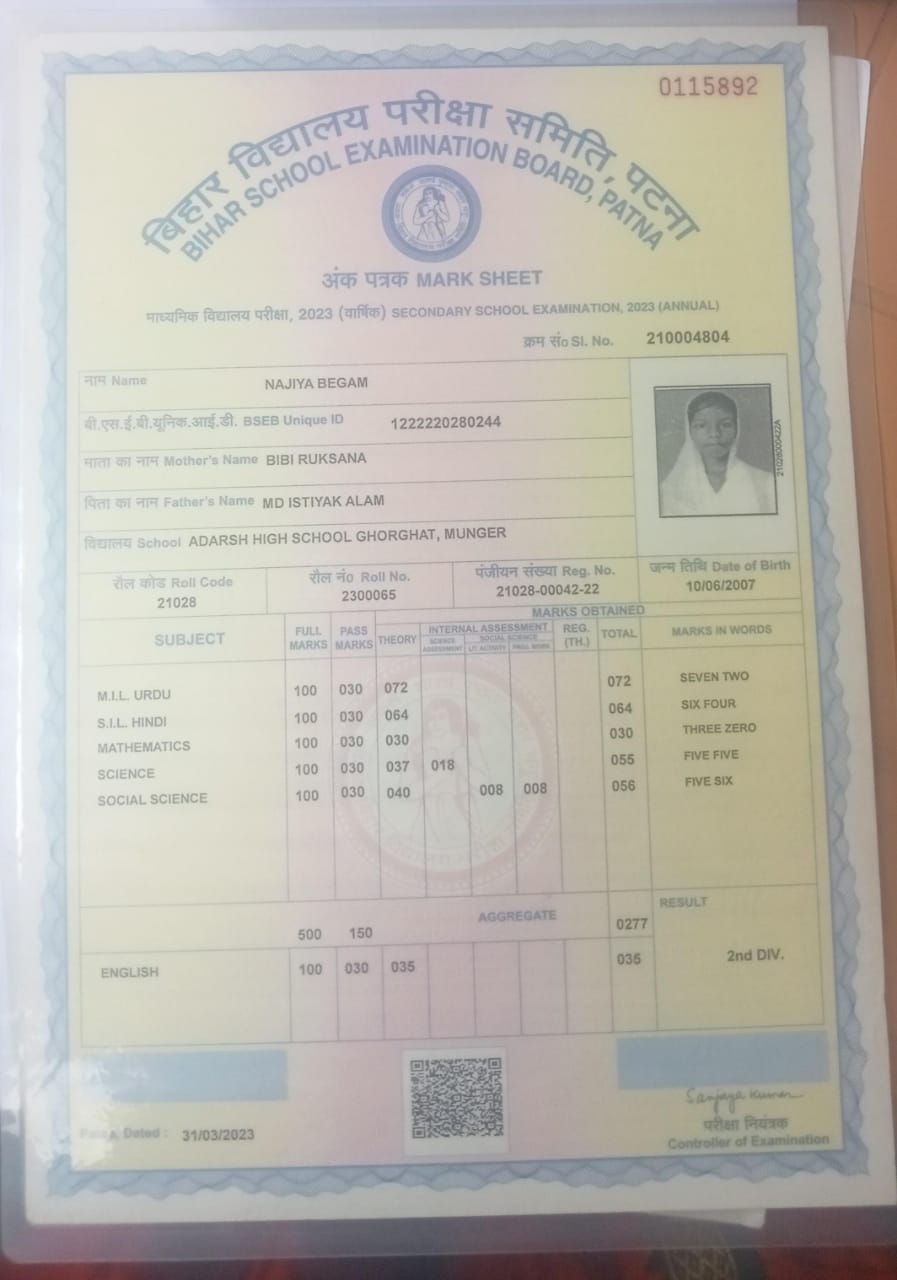 0115892
बिहार विद्यालय परीक्षा समिति, पटना
BIHAR SCHOOL EXAMINATION BOARD, PATNA
अंक पत्रक MARK SHEET
माध्यमिक विद्यालय परीक्षा, 2023 (वार्षिक) SECONDARY SCHOOL EXAMINATION, 2023 (ANNUAL)
क्रम सं० Sl. No. 210004804
नाम Name NAJIYA BEGAM
बी.एस.ई.बी.यूनिक.आई.डी. BSEB Unique ID 1222220280244
माता का नाम Mother's Name BIBI RUKSANA
पिता का नाम Father's Name MD ISTIYAK ALAM
विद्यालय School ADARSH HIGH SCHOOL GHORGHAT, MUNGER
रौल कोड Roll Code रौल नं० Roll No. पंजीयन संख्या Reg. No. जन्म तिथि Date of Birth
21028 2300065 21028-00042-22 10/06/2007
MARKS OBTAINED
SUBJECT FULL MARKS PASS MARKS THEORY INTERNAL ASSESSMENT REG. (TH.) TOTAL MARKS IN WORDS
SCIENCE ASSESSMENT SOCIAL SCIENCE
LIT. ACTIVITY PROJ. WORK
M.I.L. URDU 100 030 072 072 SEVEN TWO
S.I.L. HINDI 100 030 064 064 SIX FOUR
MATHEMATICS 100 030 030 030 THREE ZERO
SCIENCE 100 030 037 018 055 FIVE FIVE
SOCIAL SCIENCE 100 030 040 008 008 056 FIVE SIX
500 150 AGGREGATE 0277 RESULT
ENGLISH 100 030 035 035 2nd DIV.
Patna, Dated : 31/03/2023
Sanjaya Kumar
परीक्षा नियंत्रक
Controller of Examination